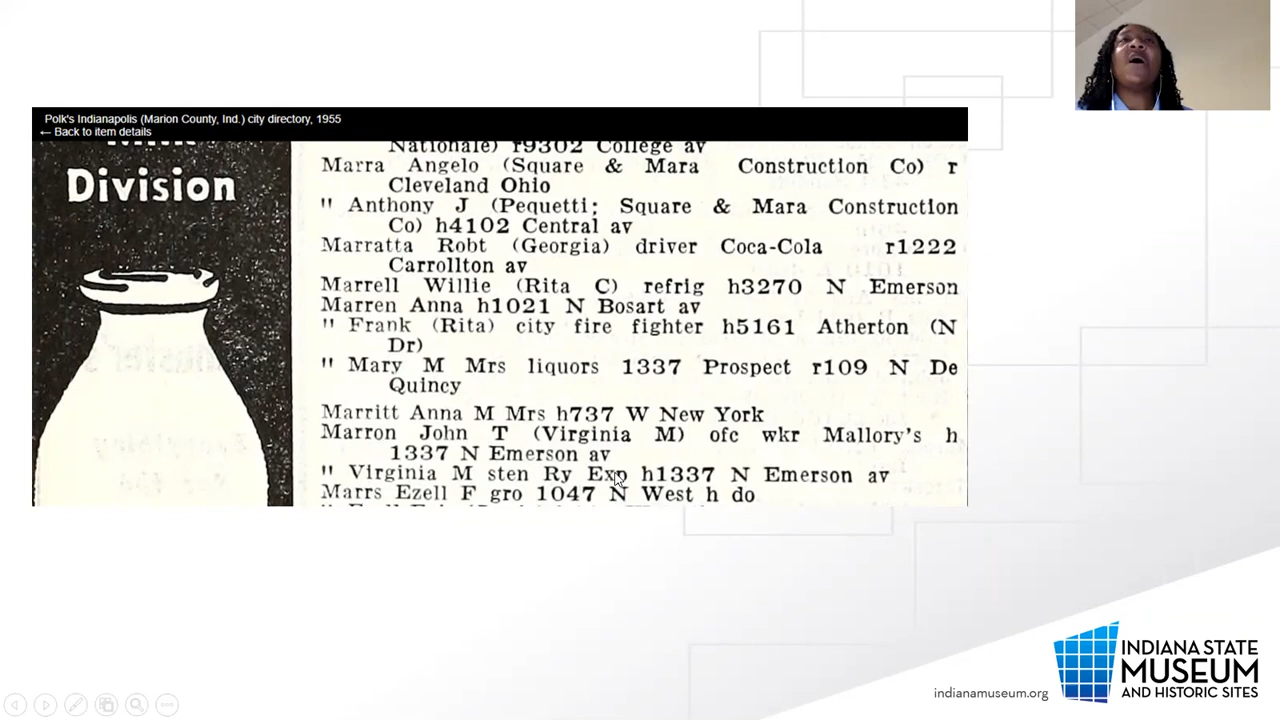 Polk's Indianapolis (Marion County, Ind.) city directory, 1955
← Back to item details
Division
Nationale) r9302 College av
Marra Angelo (Square & Mara Construction Co) r
Cleveland Ohio
" Anthony J (Pequetti; Square & Mara Construction
Co) h4102 Central av
Marratta Robt (Georgia) driver Coca-Cola r1222
Carrollton av
Marrell Willie (Rita C) refrig h3270 N Emerson
Marren Anna h1021 N Bosart av
" Frank (Rita) city fire fighter h5161 Atherton (N
Dr)
" Mary M Mrs liquors 1337 Prospect r109 N De
Quincy
Marritt Anna M Mrs h737 W New York
Marron John T (Virginia M) ofc wkr Mallory's h
1337 N Emerson av
" Virginia M sten Ry Exp h1337 N Emerson av
Marrs Ezell F gro 1047 N West h do
indianamuseum.org
INDIANA STATE
MUSEUM
AND HISTORIC SITES